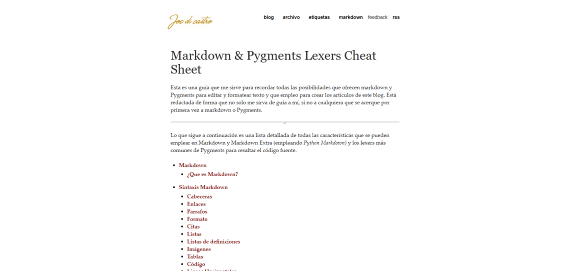 Joe di castro
blog archivo etiquetas markdown feedback rss
Markdown & Pygments Lexers Cheat
Sheet
Esta es una guía que me sirve para recordar todas las posibilidades que ofrecen markdown y
Pygments para editar y formatear texto y que empleo para crear los artículos de este blog. Está
redactada de forma que no solo me sirva de guía a mí, si no a cualquiera que se acerque por
primera vez a markdown o Pygments.
Lo que sigue a continuación es una lista detallada de todas las características que se pueden
emplear en Markdown y Markdown Extra (empleando Python Markdown) y los lexers más
comunes de Pygments para resaltar el código fuente.
Markdown
¿Que es Markdown?
Sintaxis Markdown
Cabeceras
Enlaces
Parrafos
Formato
Citas
Listas
Listas de definiciones
Imágenes
Tablas
Código